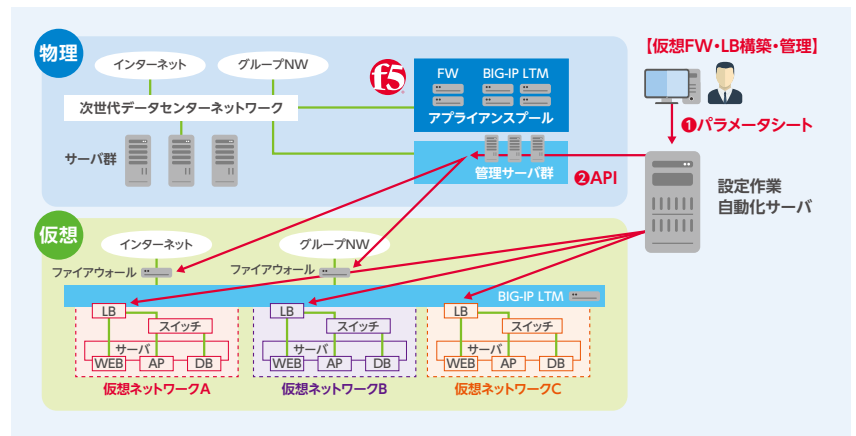 物理
インターネット
グループNW
次世代データセンターネットワーク
サーバ群
f5
FW
BIG-IP LTM
アプライアンスプール
管理サーバ群
【仮想FW・LB構築・管理】
❶パラメータシート
❷API
設定作業
自動化サーバ
仮想
インターネット
グループNW
ファイアウォール
ファイアウォール
BIG-IP LTM
LB
スイッチ
サーバ
WEB
AP
DB
仮想ネットワークA
LB
スイッチ
サーバ
WEB
AP
DB
仮想ネットワークB
LB
スイッチ
サーバ
WEB
AP
DB
仮想ネットワークC